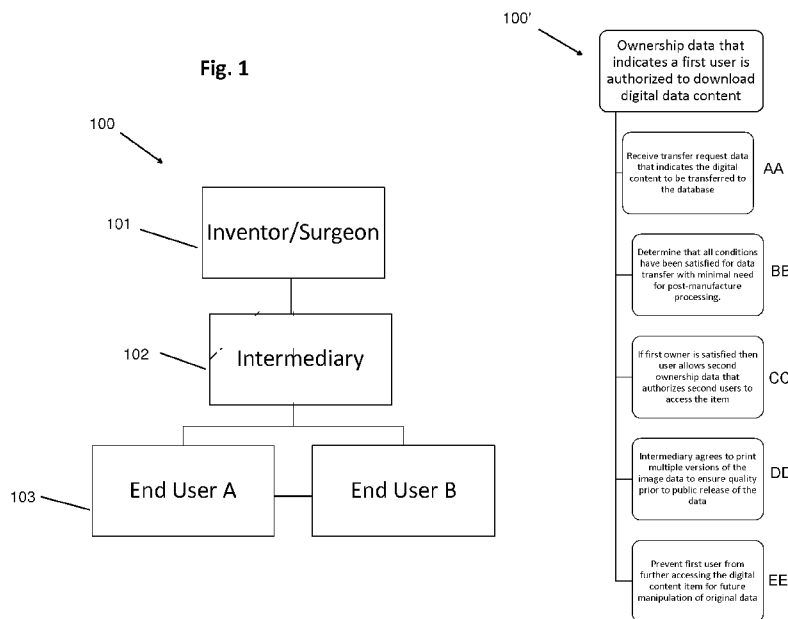 Fig. 1
100
101
Inventor/Surgeon
102
Intermediary
103
End User A
End User B
100'
Ownership data that
indicates a first user is
authorized to download
digital data content
Receive transfer request data
that indicates the digital
content to be transferred to
the database
AA
Determine that all conditions
have been satisfied for data
transfer with minimal need
for post-manufacture
processing.
BB
If first owner is satisfied then
user allows second
ownership data that
authorizes second users to
access the item
CC
Intermediary agrees to print
multiple versions of the
image data to ensure quality
prior to public release of the
data
DD
Prevent first user from
further accessing the digital
content item for future
manipulation of original data
EE